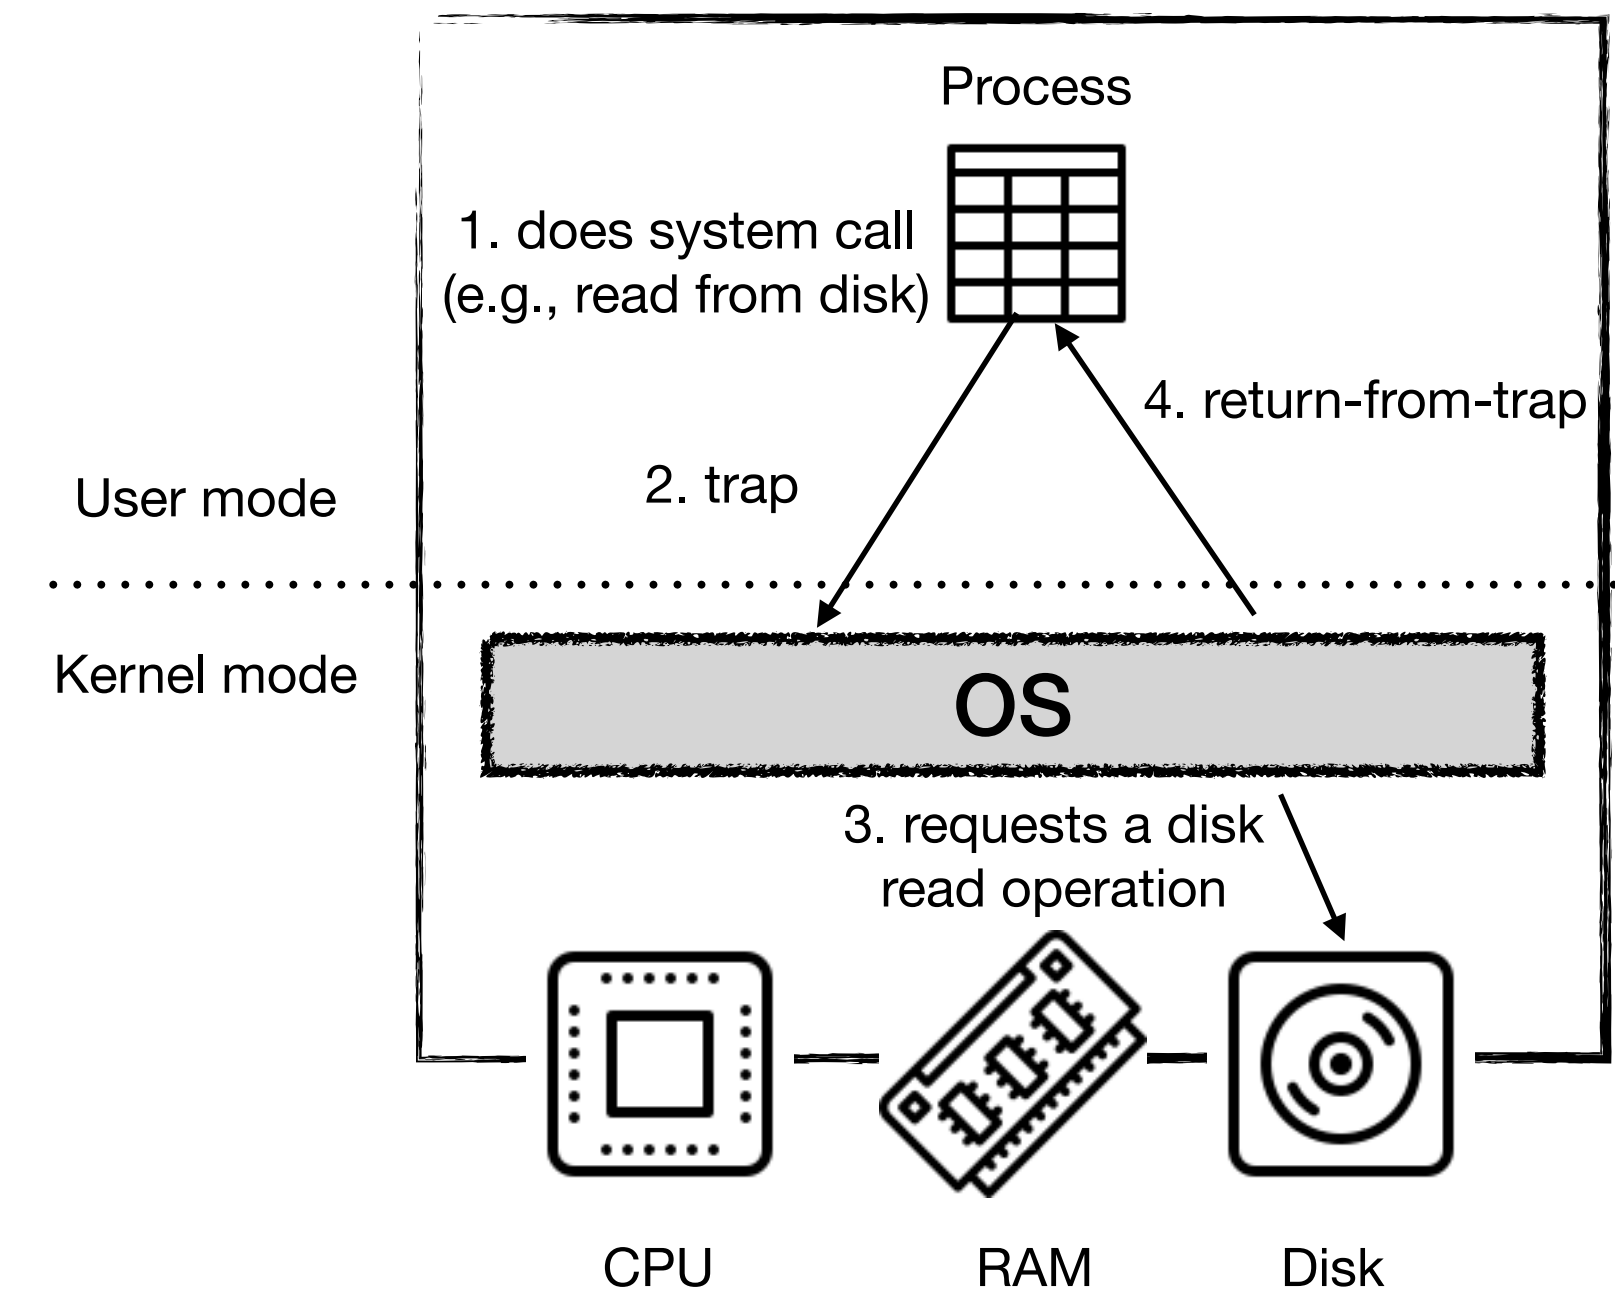 Process
1. does system call
(e.g., read from disk)
4. return-from-trap
2. trap
User mode
Kernel mode
OS
3. requests a disk
read operation
CPU
RAM
Disk